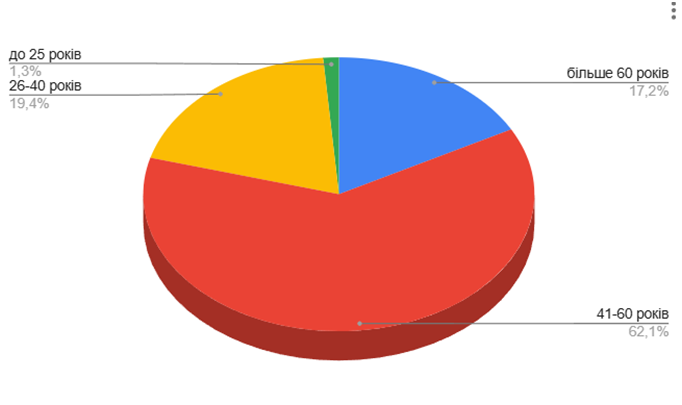 до 25 років
1,3%
26-40 років
19,4%
більше 60 років
17,2%
41-60 років
62,1%